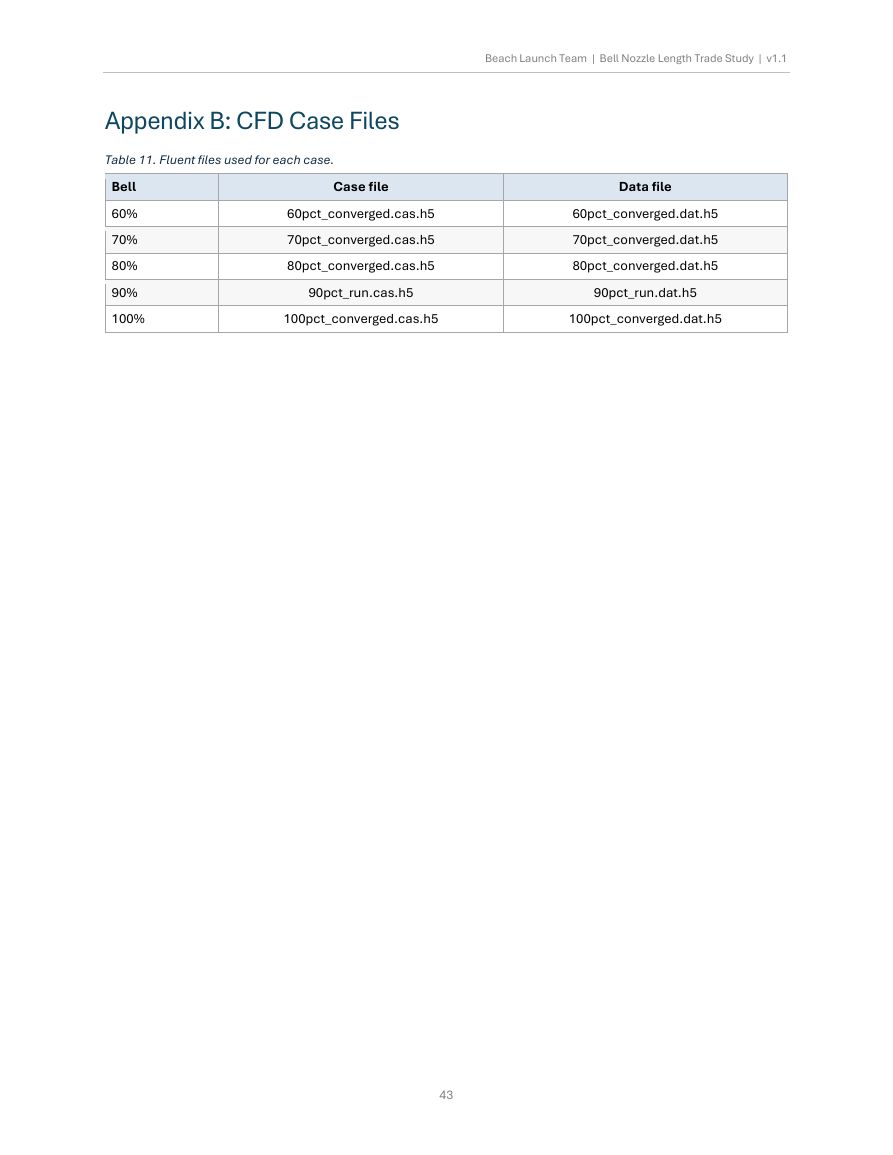 Beach Launch Team | Bell Nozzle Length Trade Study | v1.1
Appendix B: CFD Case Files
Table 11. Fluent files used for each case.
Bell Case file Data file
60% 60pct_converged.cas.h5 60pct_converged.dat.h5
70% 70pct_converged.cas.h5 70pct_converged.dat.h5
80% 80pct_converged.cas.h5 80pct_converged.dat.h5
90% 90pct_run.cas.h5 90pct_run.dat.h5
100% 100pct_converged.cas.h5 100pct_converged.dat.h5
43